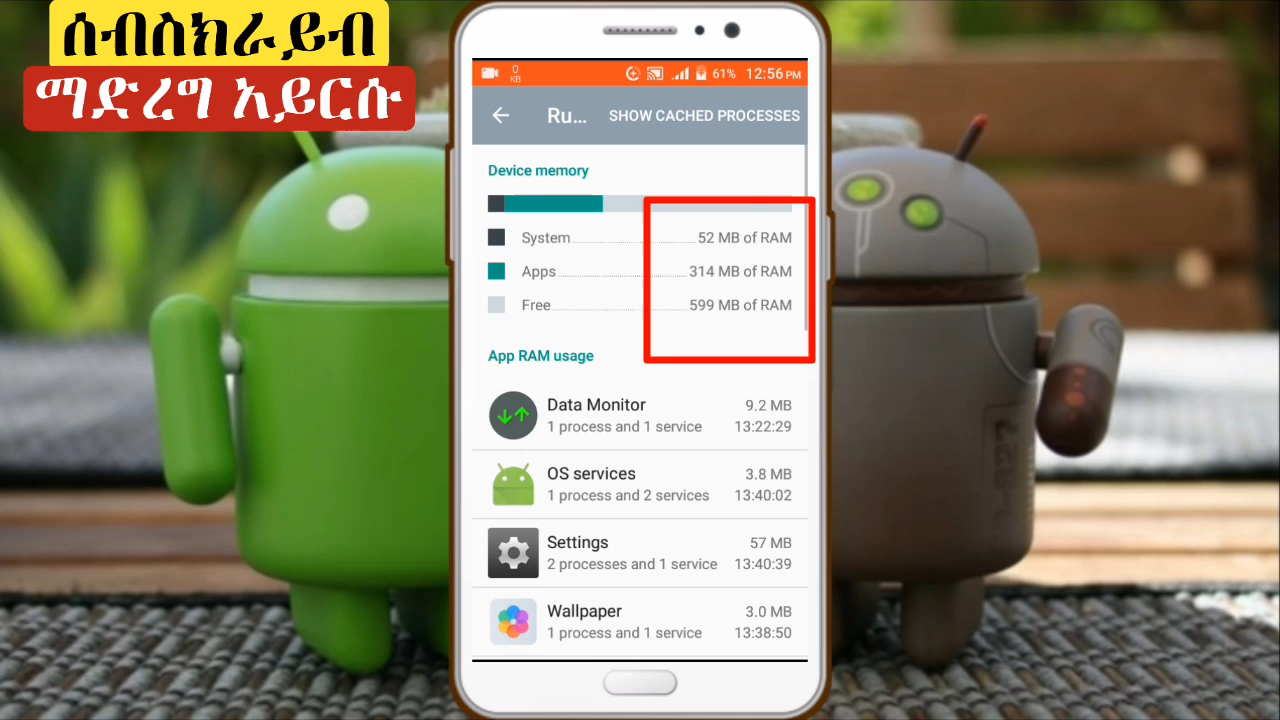 ሰብስክራይብ
ማድረግ አይርሱ
0 KB 61% 12:56 PM
Ru... SHOW CACHED PROCESSES
Device memory
System 52 MB of RAM
Apps 314 MB of RAM
Free 599 MB of RAM
App RAM usage
Data Monitor 9.2 MB
1 process and 1 service 13:22:29
OS services 3.8 MB
1 process and 2 services 13:40:02
Settings 57 MB
2 processes and 1 service 13:40:39
Wallpaper 3.0 MB
1 process and 1 service 13:38:50